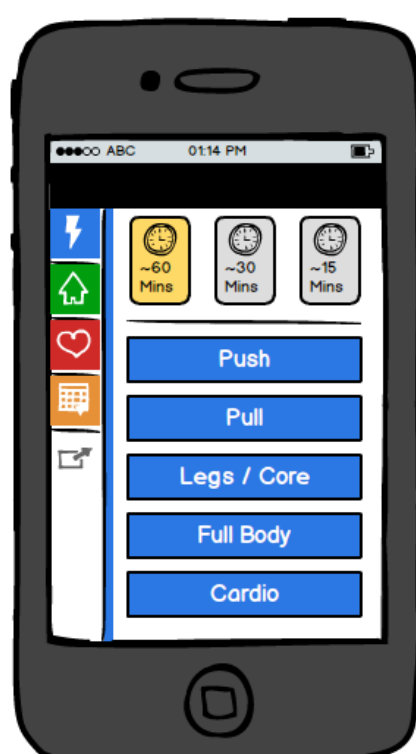 ABC 01:14 PM
~60 ~30 ~15
Mins Mins Mins
Push
Pull
Legs / Core
Full Body
Cardio